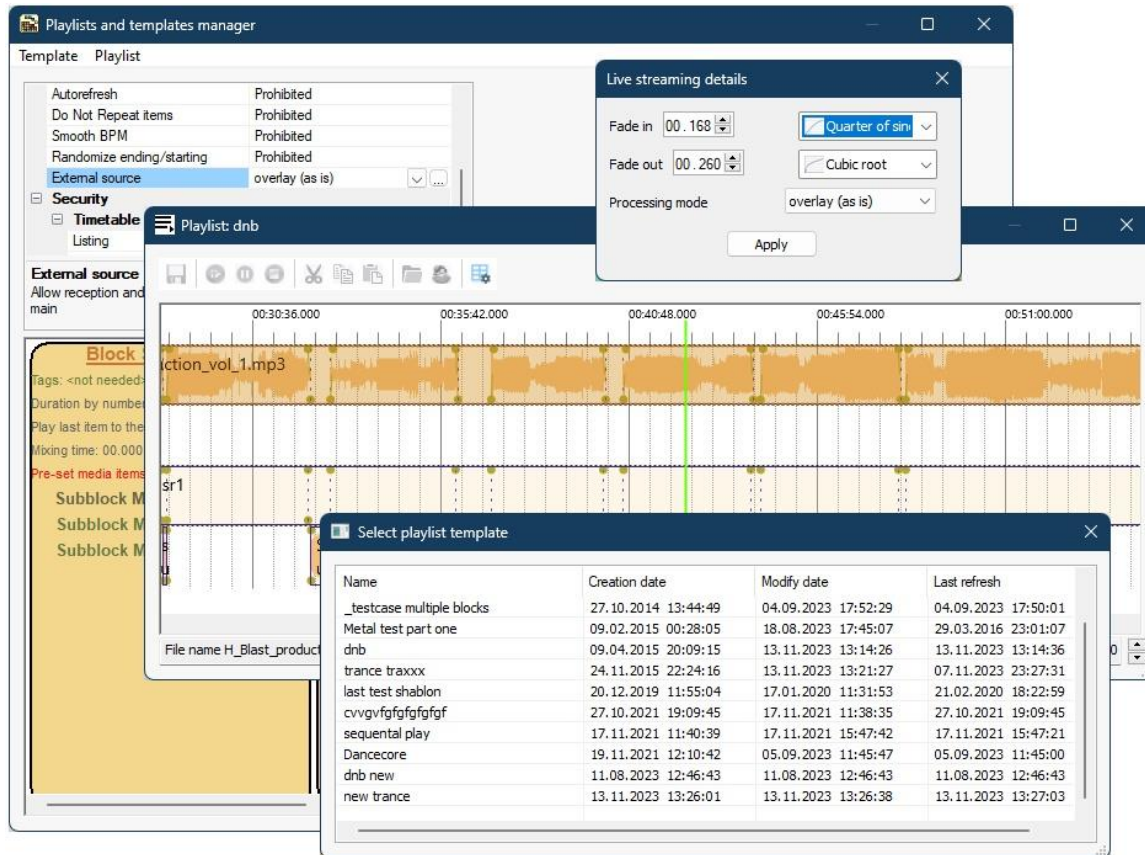 Playlists and templates manager
Template Playlist
Autorefresh Prohibited
Do Not Repeat items Prohibited
Smooth BPM Prohibited
Randomize ending/starting Prohibited
External source overlay (as is) ...
Security
Timetable
Listing
External source
Allow reception and
main
Live streaming details
Fade in 00.168 Quarter of sin
Fade out 00.260 Cubic root
Processing mode overlay (as is)
Apply
Playlist: dnb
00:30:36.000 00:35:42.000 00:40:48.000 00:45:54.000 00:51:00.000
uction_vol_1.mp3
sr1
Block
Tags: <not needed>
Duration by number
Play last item to the
Mixing time: 00.000
Pre-set media items
Subblock M
Subblock M
Subblock M
File name H_Blast_product
Select playlist template
Name Creation date Modify date Last refresh
_testcase multiple blocks 27.10.2014 13:44:49 04.09.2023 17:52:29 04.09.2023 17:50:01
Metal test part one 09.02.2015 00:28:05 18.08.2023 17:45:07 29.03.2016 23:01:07
dnb 09.04.2015 20:09:15 13.11.2023 13:14:26 13.11.2023 13:14:36
trance traxxx 24.11.2015 22:24:16 13.11.2023 13:21:27 07.11.2023 23:27:31
last test shablon 20.12.2019 11:55:04 17.01.2020 11:31:53 21.02.2020 18:22:59
cvvgvfgfgfgfgfgf 27.10.2021 19:09:45 17.11.2021 11:38:35 27.10.2021 19:09:45
sequental play 17.11.2021 11:40:39 17.11.2021 15:47:42 17.11.2021 15:47:21
Dancecore 19.11.2021 12:10:42 05.09.2023 11:45:47 05.09.2023 11:45:00
dnb new 11.08.2023 12:46:43 11.08.2023 12:46:43 11.08.2023 12:46:43
new trance 13.11.2023 13:26:01 13.11.2023 13:26:38 13.11.2023 13:27:03